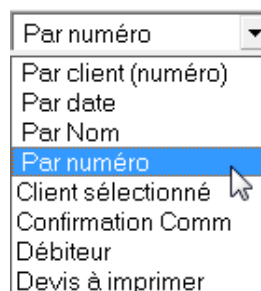 Par numéro
Par client (numéro)
Par date
Par Nom
Par numéro
Client sélectionné
Confirmation Comm
Débiteur
Devis à imprimer